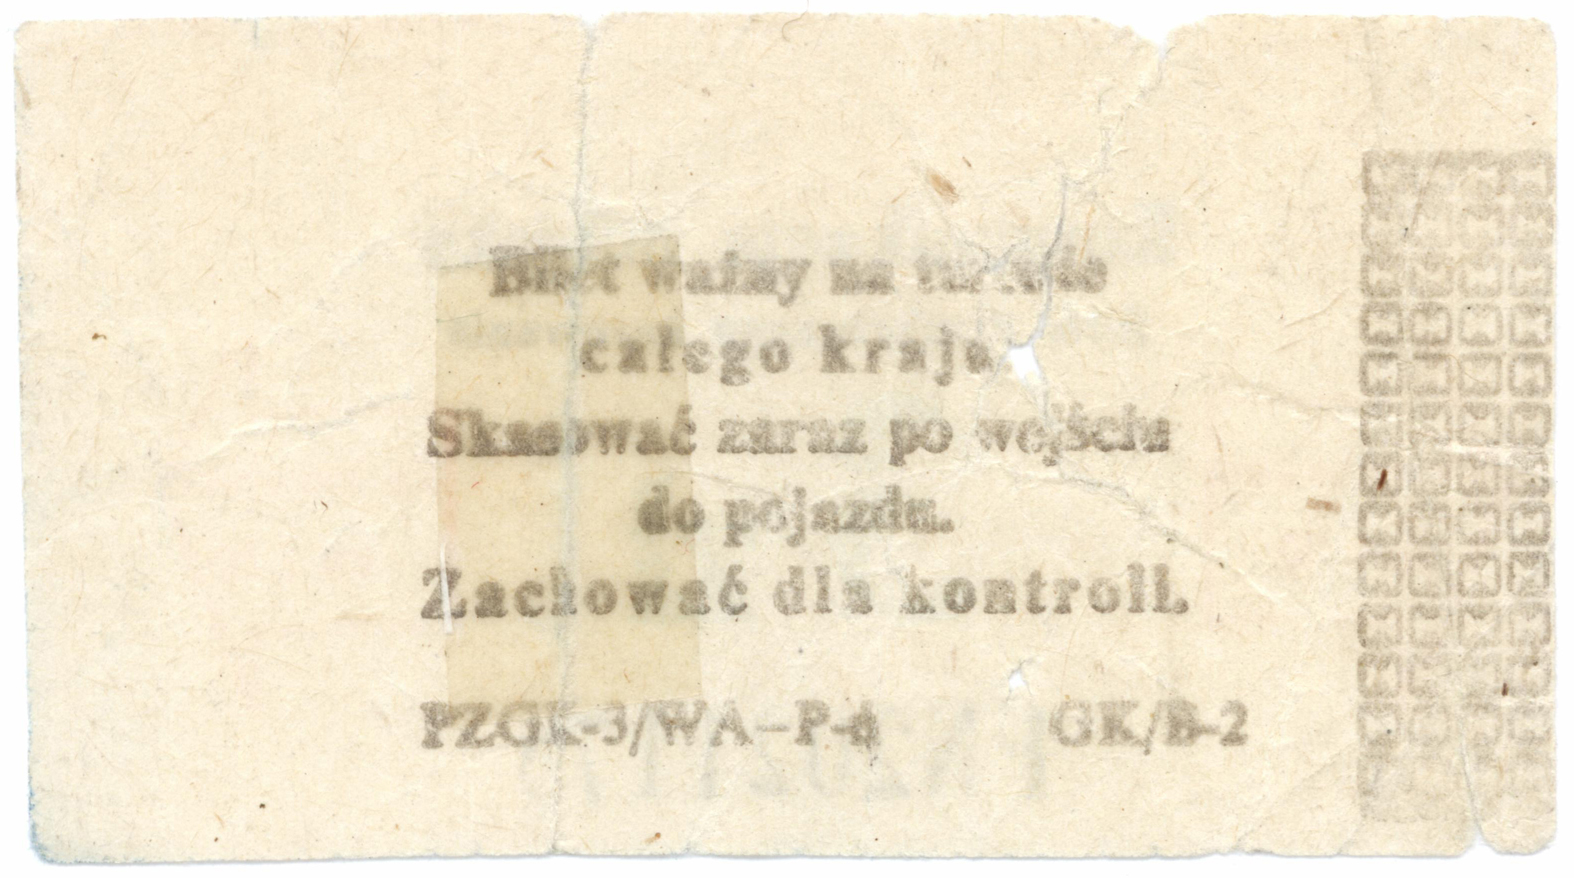 Bilet ważny na terenie
całego kraju
Skasować zaraz po wejściu
do pojazdu.
Zachować dla kontroli.
PZGK-3/WA–P-6 GK/B-2